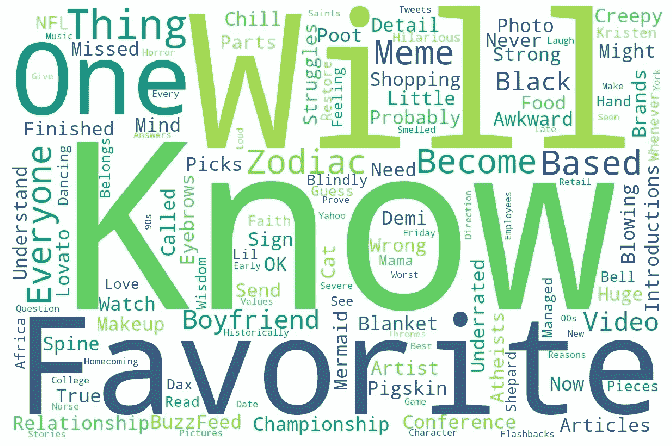 NFL
Music
Thing
Saints
Tweets
Chill
Poot
Detail
Photo
Creepy
Missed
Horror
Parts
Hilarious
Meme
Never
Kristen
One
Will
Laugh
Strong
Might
Give
Struggles
Restore
Feeling
Shopping
Black
Make
York
Every
Little
Food
Hand
Brands
Whenever
Finished
Mind
Answers
Loud
Probably
Smelled
Awkward
Late
Seen
Everyone
Dancing
Belongs
Picks
Zodiac
Need
Become
Based
Retail
Understand
Lovato
Called
Eyebrows
Blindly
Guess
Prove
Know
90s
Faith
Yahoo
Demi
Direction
Employees
Blowing
Introductions
Wisdom
Sign
Friday
Wrong
Lil
OK
Cat
Mama
Early
Love
Send
Values
Severe
Worst
Bell
Huge
Watch
See
Managed
Question
Makeup
Boyfriend
Mermaid
Blanket
Underrated
Atheists
00s
Video
Historically
Thrones
New
Africa
Spine
Favorite
Best
Artist
Shepard
Reasons
Homecoming
Dax
Pigskin
Now
Pieces
College
True
Read
Game
Nurse
Date
Relationship
BuzzFeed
Championship
Conference
Articles
Stories
Pictures
Character
Flashbacks